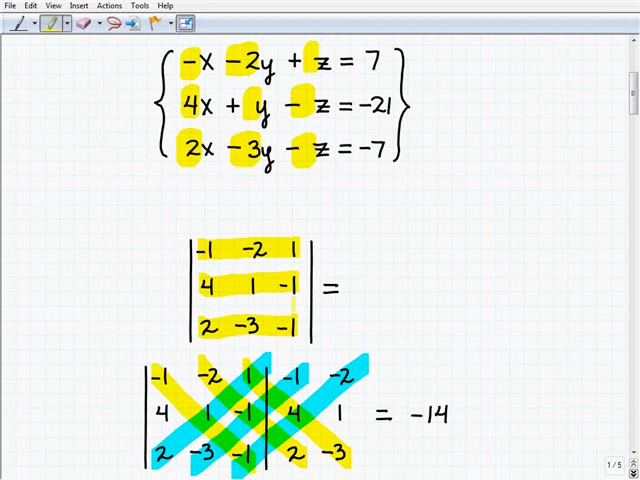 File Edit View Insert Actions Tools Help
-x -2y + z = 7
4x + y - z = -21
2x -3y - z = -7
-1 -2 1
4 1 -1 =
2 -3 -1
-1 -2 1 -1 -2
4 1 -1 4 1 = -14
2 -3 -1 2 -3
1/5